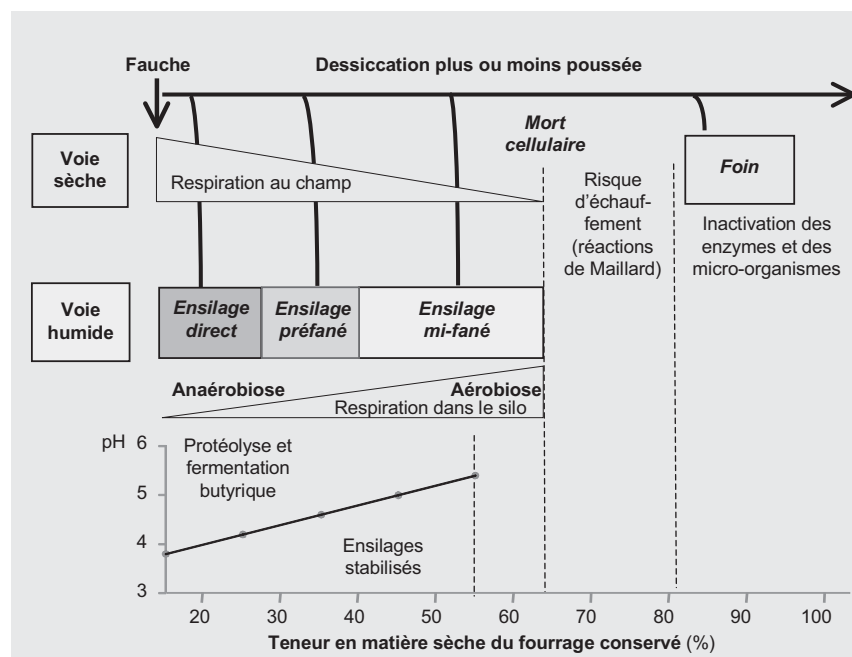 Fauche
Dessiccation plus ou moins poussée
Mort
cellulaire
Voie
sèche
Respiration au champ
Risque
d'échauf-
fement
(réactions
de Maillard)
Foin
Inactivation des
enzymes et des
micro-organismes
Voie
humide
Ensilage
direct
Ensilage
préfané
Ensilage
mi-fané
Anaérobiose
Aérobiose
Respiration dans le silo
pH
6
5
4
3
Protéolyse et
fermentation
butyrique
Ensilages
stabilisés
20 30 40 50 60 70 80 90 100
Teneur en matière sèche du fourrage conservé (%)